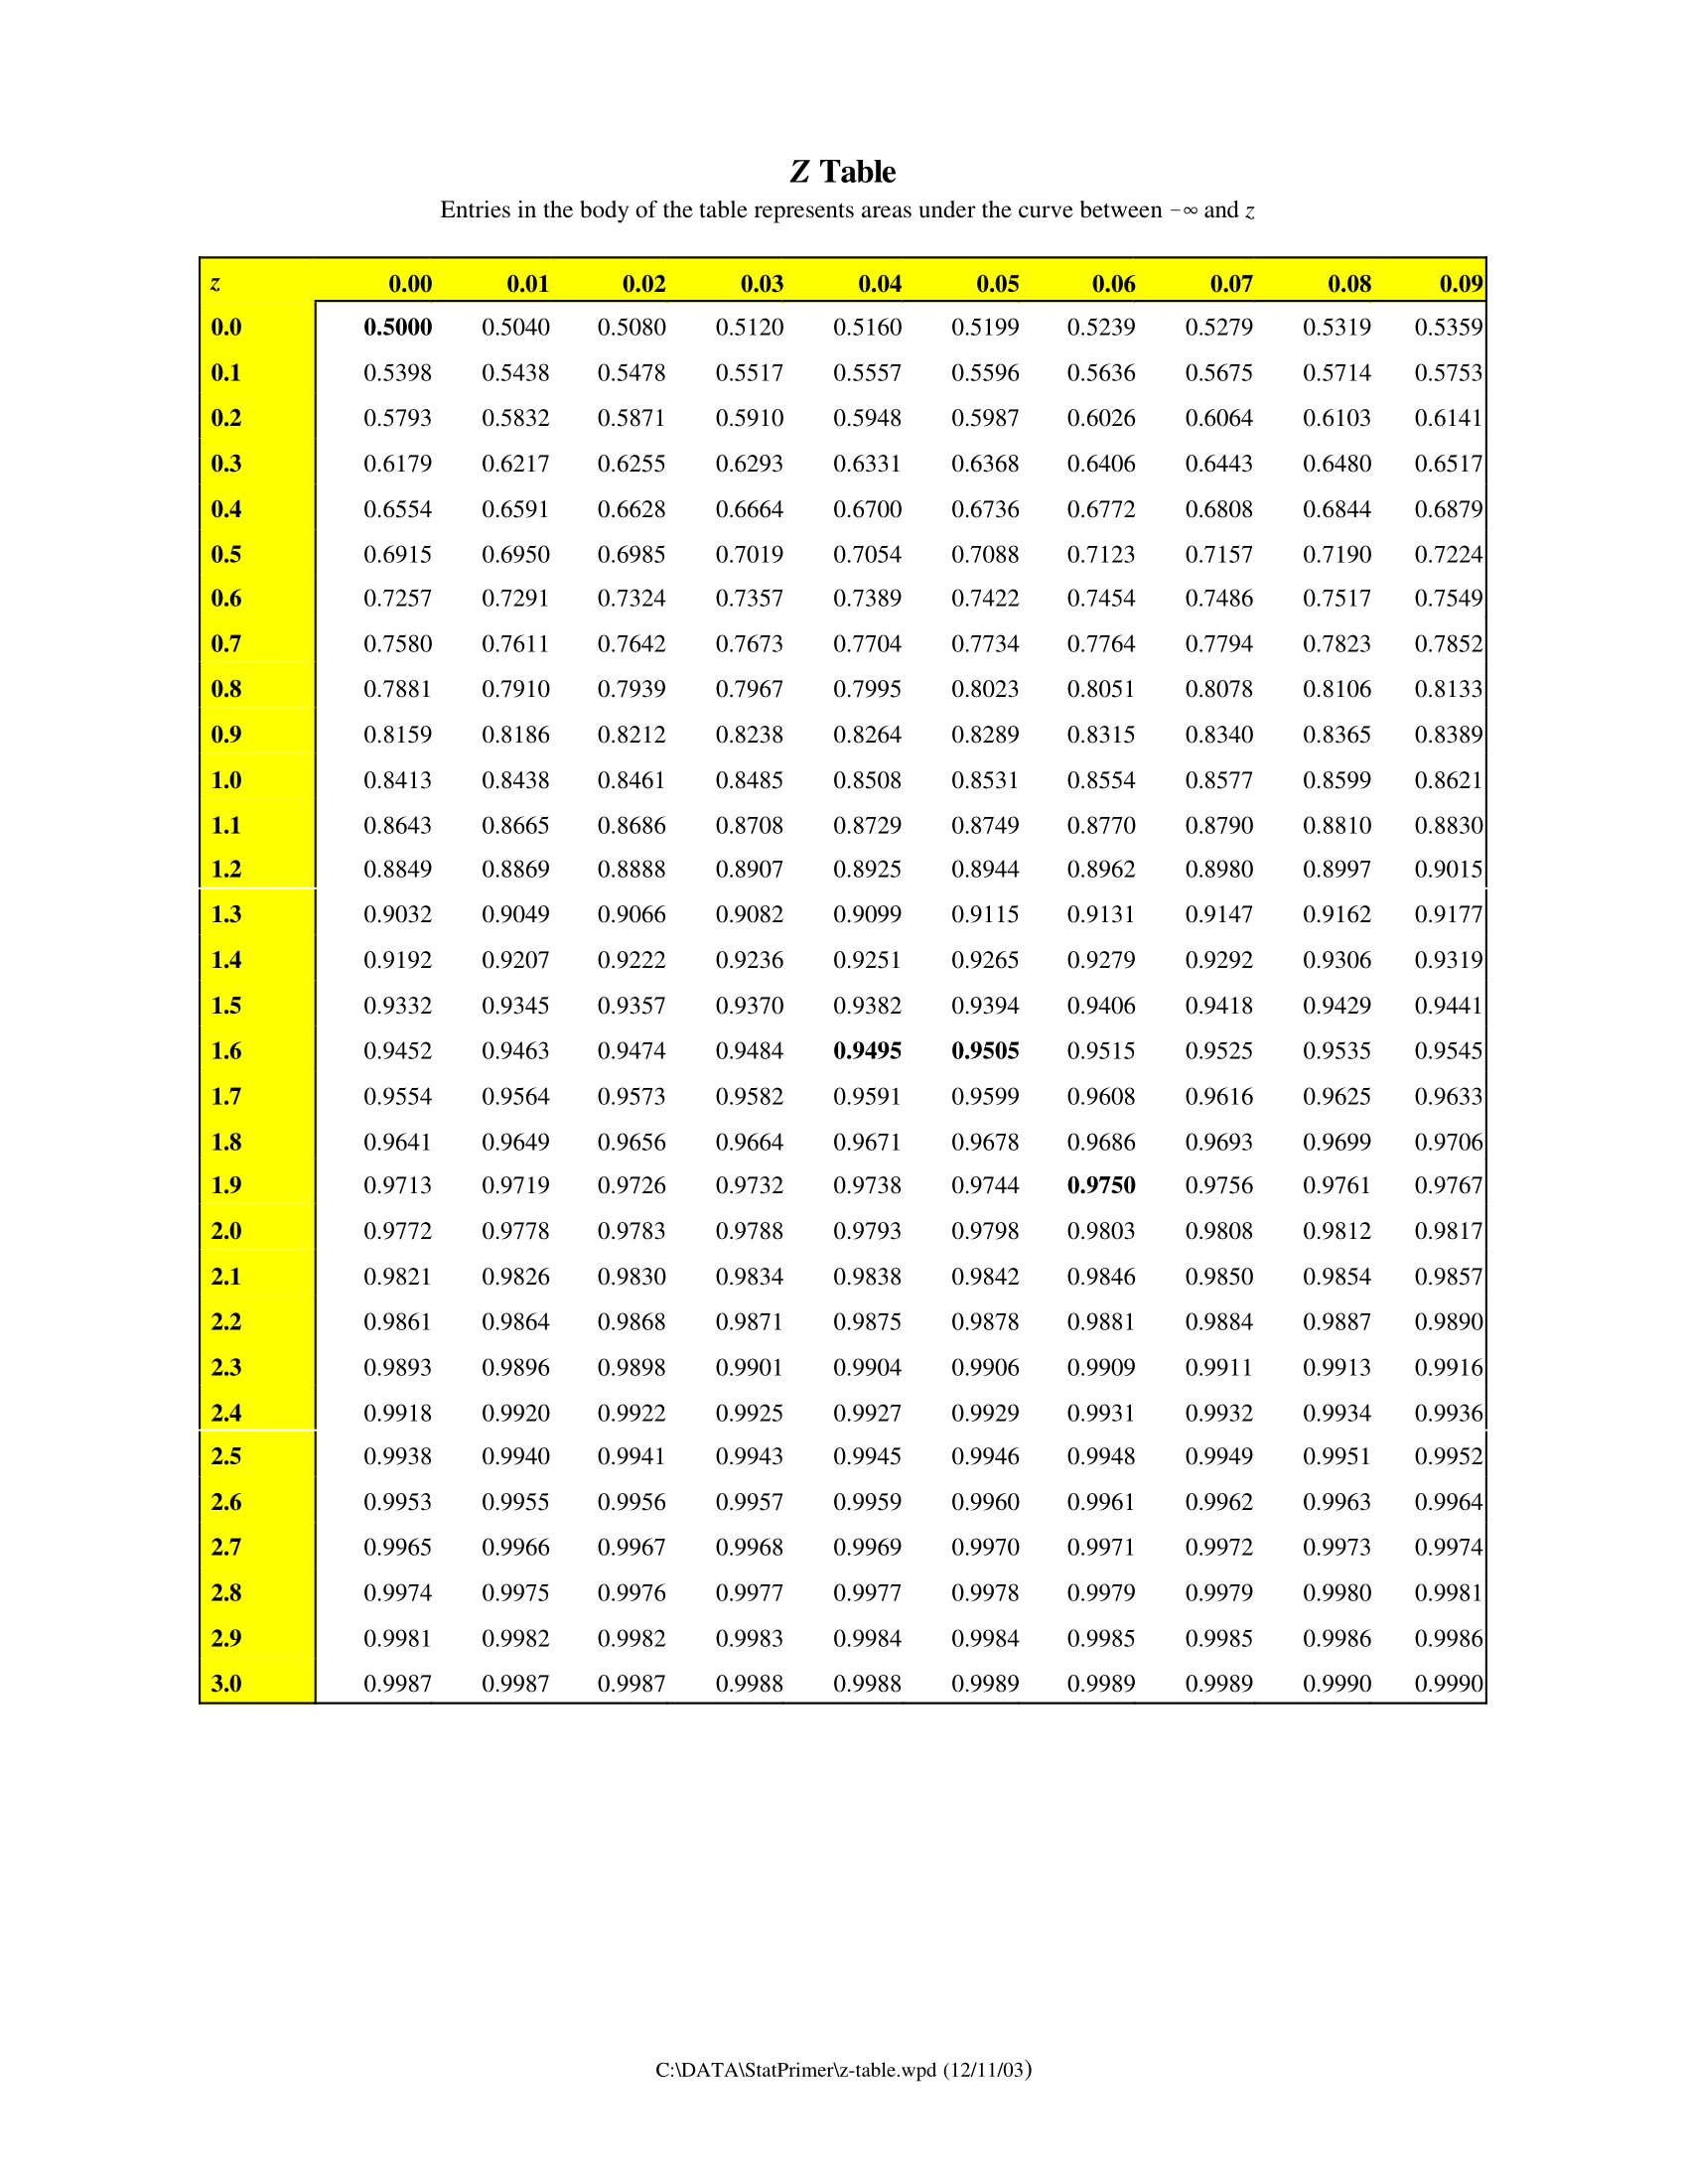 Z Table
Entries in the body of the table represents areas under the curve between −∞ and z
z 0.00 0.01 0.02 0.03 0.04 0.05 0.06 0.07 0.08 0.09
0.0 0.5000 0.5040 0.5080 0.5120 0.5160 0.5199 0.5239 0.5279 0.5319 0.5359
0.1 0.5398 0.5438 0.5478 0.5517 0.5557 0.5596 0.5636 0.5675 0.5714 0.5753
0.2 0.5793 0.5832 0.5871 0.5910 0.5948 0.5987 0.6026 0.6064 0.6103 0.6141
0.3 0.6179 0.6217 0.6255 0.6293 0.6331 0.6368 0.6406 0.6443 0.6480 0.6517
0.4 0.6554 0.6591 0.6628 0.6664 0.6700 0.6736 0.6772 0.6808 0.6844 0.6879
0.5 0.6915 0.6950 0.6985 0.7019 0.7054 0.7088 0.7123 0.7157 0.7190 0.7224
0.6 0.7257 0.7291 0.7324 0.7357 0.7389 0.7422 0.7454 0.7486 0.7517 0.7549
0.7 0.7580 0.7611 0.7642 0.7673 0.7704 0.7734 0.7764 0.7794 0.7823 0.7852
0.8 0.7881 0.7910 0.7939 0.7967 0.7995 0.8023 0.8051 0.8078 0.8106 0.8133
0.9 0.8159 0.8186 0.8212 0.8238 0.8264 0.8289 0.8315 0.8340 0.8365 0.8389
1.0 0.8413 0.8438 0.8461 0.8485 0.8508 0.8531 0.8554 0.8577 0.8599 0.8621
1.1 0.8643 0.8665 0.8686 0.8708 0.8729 0.8749 0.8770 0.8790 0.8810 0.8830
1.2 0.8849 0.8869 0.8888 0.8907 0.8925 0.8944 0.8962 0.8980 0.8997 0.9015
1.3 0.9032 0.9049 0.9066 0.9082 0.9099 0.9115 0.9131 0.9147 0.9162 0.9177
1.4 0.9192 0.9207 0.9222 0.9236 0.9251 0.9265 0.9279 0.9292 0.9306 0.9319
1.5 0.9332 0.9345 0.9357 0.9370 0.9382 0.9394 0.9406 0.9418 0.9429 0.9441
1.6 0.9452 0.9463 0.9474 0.9484 0.9495 0.9505 0.9515 0.9525 0.9535 0.9545
1.7 0.9554 0.9564 0.9573 0.9582 0.9591 0.9599 0.9608 0.9616 0.9625 0.9633
1.8 0.9641 0.9649 0.9656 0.9664 0.9671 0.9678 0.9686 0.9693 0.9699 0.9706
1.9 0.9713 0.9719 0.9726 0.9732 0.9738 0.9744 0.9750 0.9756 0.9761 0.9767
2.0 0.9772 0.9778 0.9783 0.9788 0.9793 0.9798 0.9803 0.9808 0.9812 0.9817
2.1 0.9821 0.9826 0.9830 0.9834 0.9838 0.9842 0.9846 0.9850 0.9854 0.9857
2.2 0.9861 0.9864 0.9868 0.9871 0.9875 0.9878 0.9881 0.9884 0.9887 0.9890
2.3 0.9893 0.9896 0.9898 0.9901 0.9904 0.9906 0.9909 0.9911 0.9913 0.9916
2.4 0.9918 0.9920 0.9922 0.9925 0.9927 0.9929 0.9931 0.9932 0.9934 0.9936
2.5 0.9938 0.9940 0.9941 0.9943 0.9945 0.9946 0.9948 0.9949 0.9951 0.9952
2.6 0.9953 0.9955 0.9956 0.9957 0.9959 0.9960 0.9961 0.9962 0.9963 0.9964
2.7 0.9965 0.9966 0.9967 0.9968 0.9969 0.9970 0.9971 0.9972 0.9973 0.9974
2.8 0.9974 0.9975 0.9976 0.9977 0.9977 0.9978 0.9979 0.9979 0.9980 0.9981
2.9 0.9981 0.9982 0.9982 0.9983 0.9984 0.9984 0.9985 0.9985 0.9986 0.9986
3.0 0.9987 0.9987 0.9987 0.9988 0.9988 0.9989 0.9989 0.9989 0.9990 0.9990
C:\DATA\StatPrimer\z-table.wpd (12/11/03)